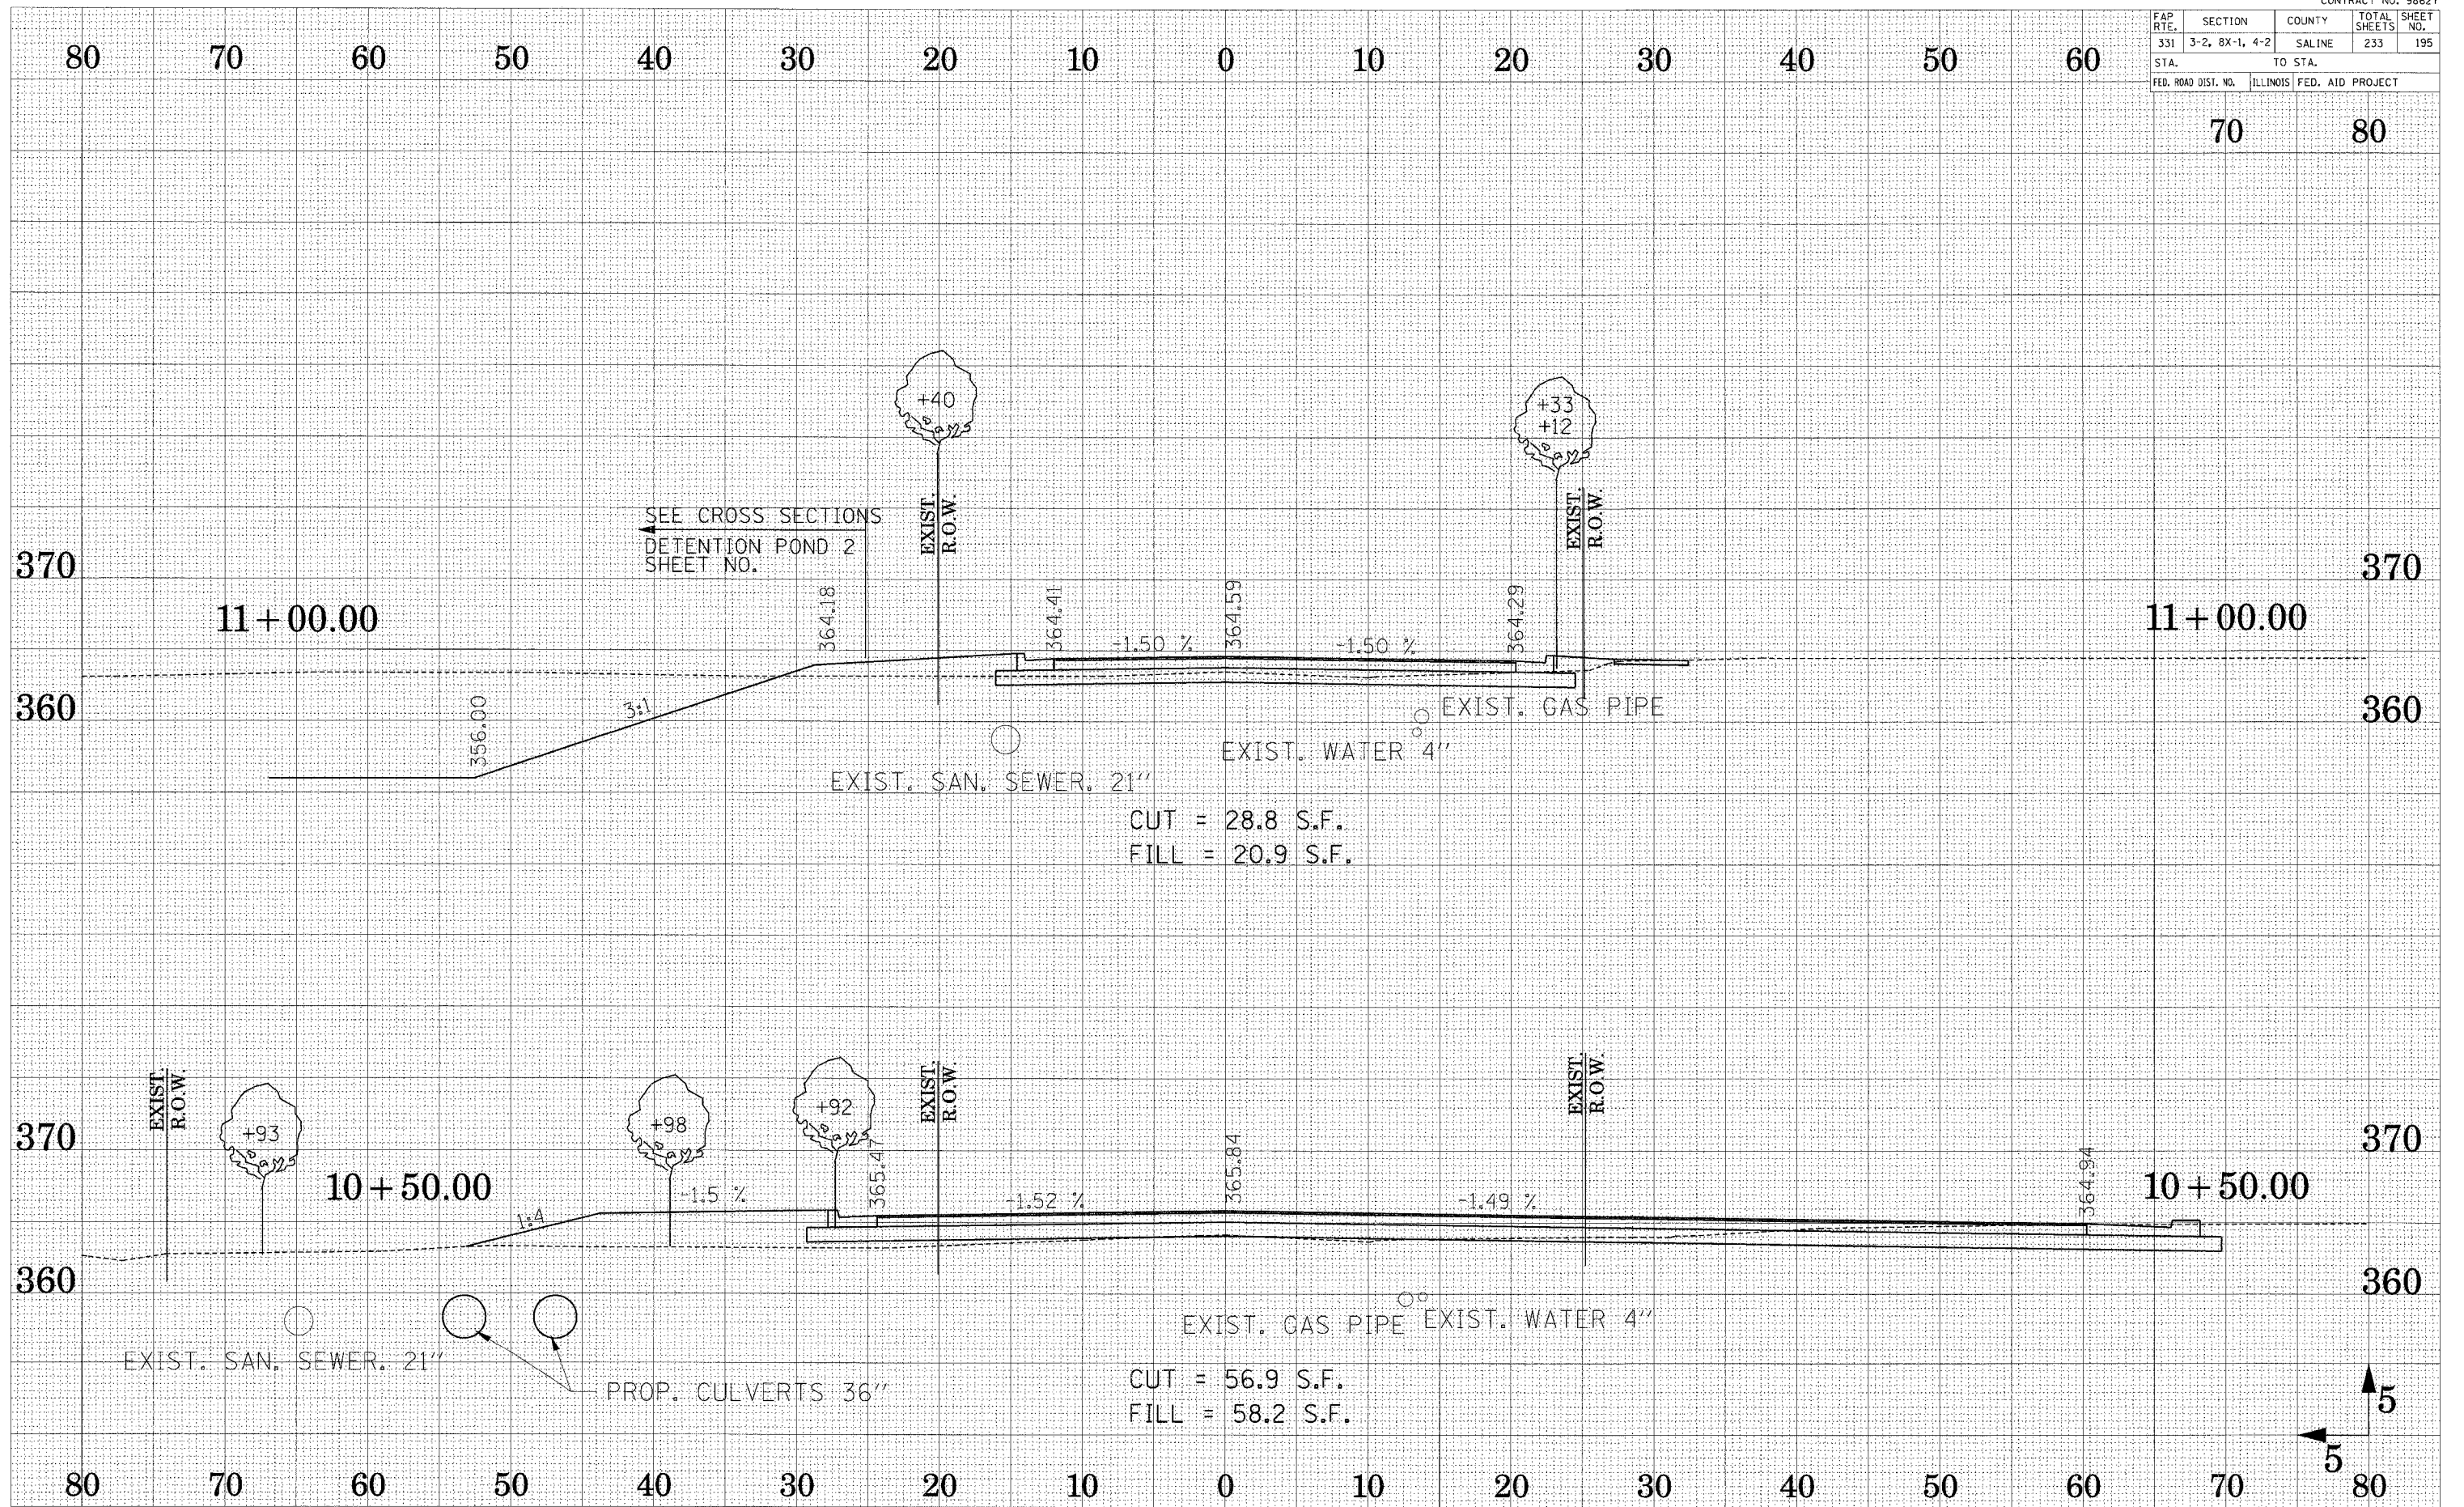 CONTRACT NO. 98621
FAP RTE. SECTION COUNTY TOTAL SHEETS SHEET NO.
331 3-2, 8X-1, 4-2 SALINE 233 195
STA. TO STA.
FED. ROAD DIST. NO. ILLINOIS FED. AID PROJECT
80 70 60 50 40 30 20 10 0 10 20 30 40 50 60
70 80
+40
+33
+12
SEE CROSS SECTIONS
DETENTION POND 2
SHEET NO.
EXIST.
R.O.W.
EXIST.
R.O.W.
370 370
11+00.00 11+00.00
364.18 364.41 364.59 364.29
-1.50 % -1.50 %
360 360
356.00
3:1
EXIST. GAS PIPE
EXIST. WATER 4"
EXIST. SAN. SEWER. 21"
CUT = 28.8 S.F.
FILL = 20.9 S.F.
EXIST.
R.O.W.
+93
+98
+92
EXIST.
R.O.W.
EXIST.
R.O.W.
370 370
10+50.00 10+50.00
365.47 365.84 364.94
1:4
-1.5 % -1.52 % -1.49 %
360 360
EXIST. GAS PIPE EXIST. WATER 4"
EXIST. SAN. SEWER. 21"
PROP. CULVERTS 36"
CUT = 56.9 S.F.
FILL = 58.2 S.F.
5
5
80 70 60 50 40 30 20 10 0 10 20 30 40 50 60 70 80